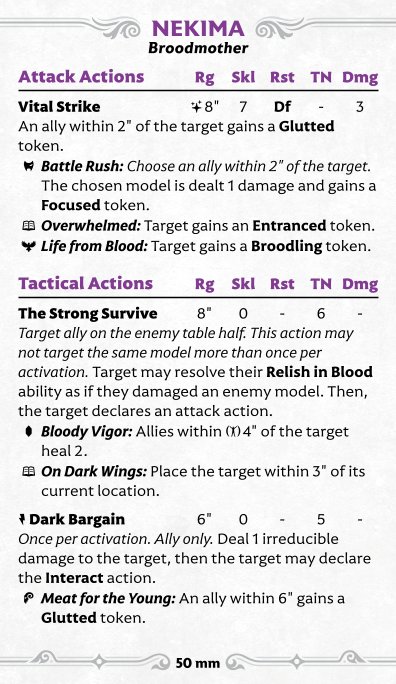 NEKIMA
Broodmother
Attack Actions Rg Skl Rst TN Dmg
Vital Strike 8" 7 Df - 3
An ally within 2" of the target gains a Glutted
token.
Battle Rush: Choose an ally within 2" of the target.
The chosen model is dealt 1 damage and gains a
Focused token.
Overwhelmed: Target gains an Entranced token.
Life from Blood: Target gains a Broodling token.
Tactical Actions Rg Skl Rst TN Dmg
The Strong Survive 8" 0 - 6 -
Target ally on the enemy table half. This action may
not target the same model more than once per
activation. Target may resolve their Relish in Blood
ability as if they damaged an enemy model. Then,
the target declares an attack action.
Bloody Vigor: Allies within 4" of the target
heal 2.
On Dark Wings: Place the target within 3" of its
current location.
Dark Bargain 6" 0 - 5 -
Once per activation. Ally only. Deal 1 irreducible
damage to the target, then the target may declare
the Interact action.
Meat for the Young: An ally within 6" gains a
Glutted token.
50 mm